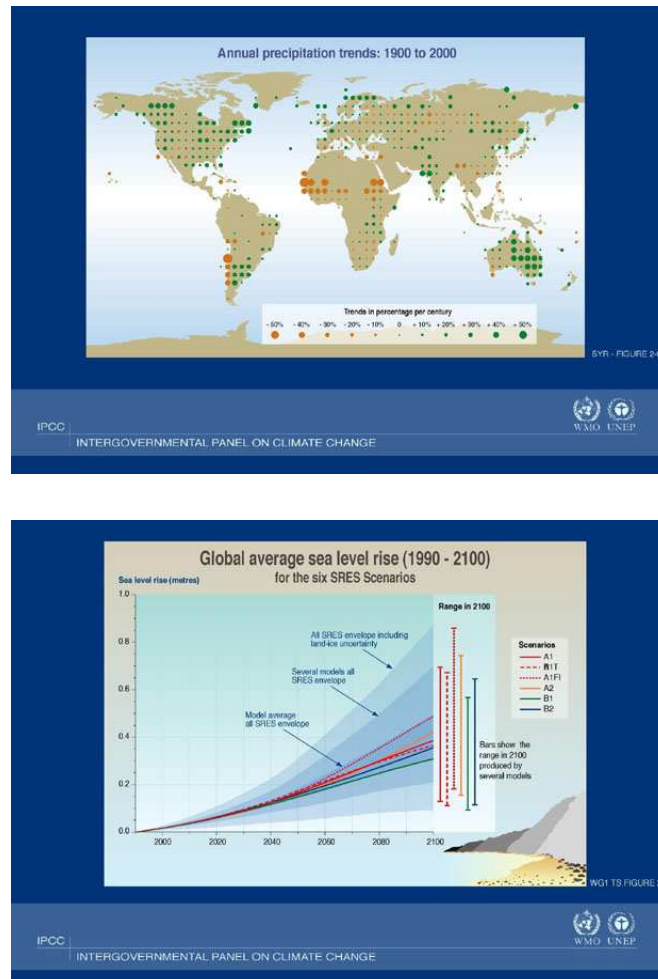 Annual precipitation trends: 1900 to 2000
Trends in percentage per century
- 50% - 40% - 30% - 20% - 10% 0 + 10% + 20% + 30% + 40% + 50%
SYR - FIGURE 2-
IPCC
INTERGOVERNMENTAL PANEL ON CLIMATE CHANGE
WMO UNEP
Global average sea level rise (1990 - 2100)
for the six SRES Scenarios
Sea level rise (metres)
1.0
0.8
0.6
0.4
0.2
0.0
2000 2020 2040 2060 2080 2100
All SRES envelope including
land-ice uncertainty
Several models all
SRES envelope
Model average
all SRES envelope
Range in 2100
Scenarios
A1
A1T
A1FI
A2
B1
B2
Bars show the
range in 2100
produced by
several models
WG1 TS FIGURE
IPCC
INTERGOVERNMENTAL PANEL ON CLIMATE CHANGE
WMO UNEP